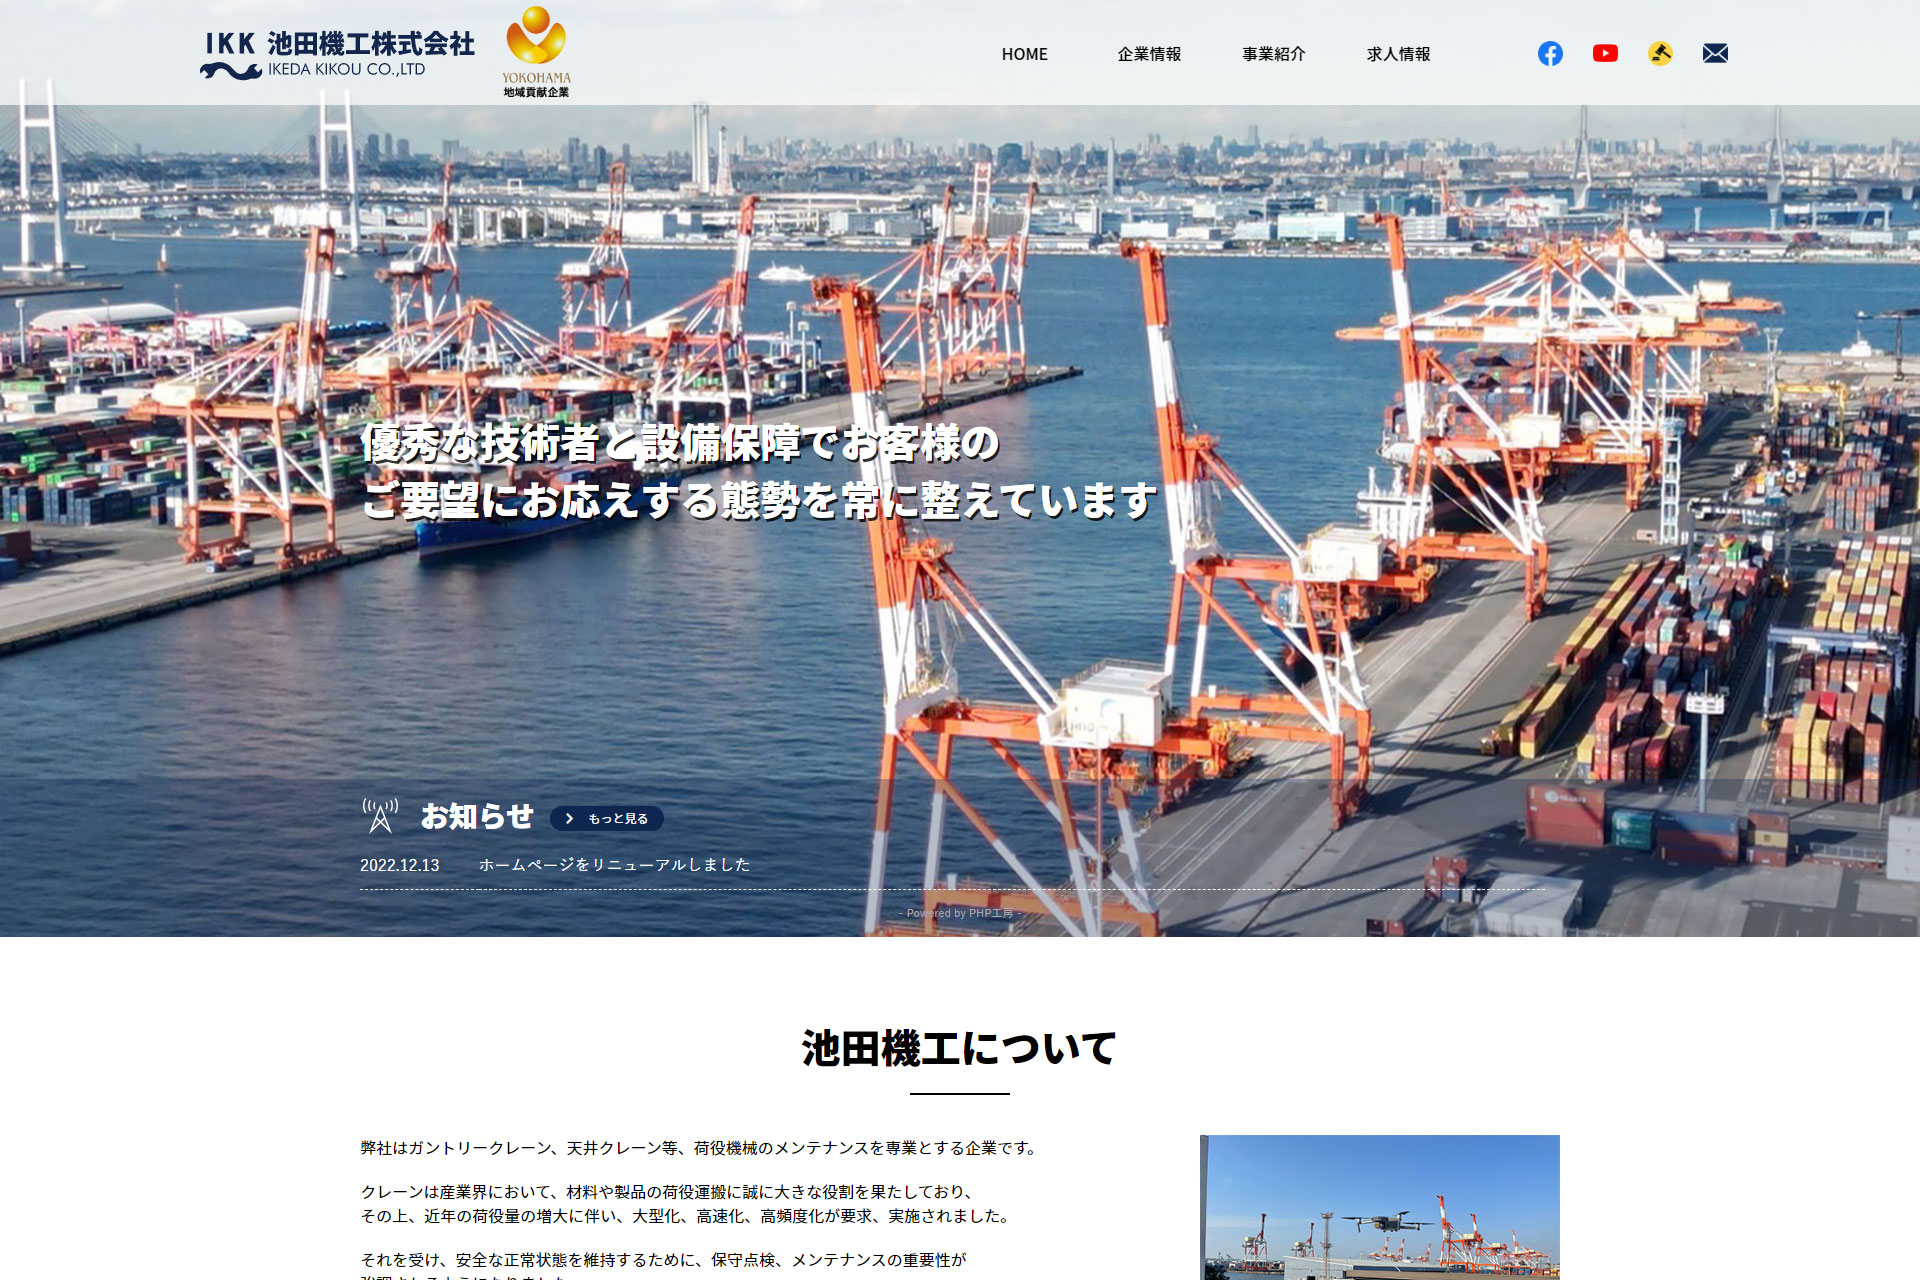 IKK 池田機工株式会社
IKEDA KIKOU CO.,LTD
YOKOHAMA
地域貢献企業
HOME
企業情報
事業紹介
求人情報
優秀な技術者と設備保障でお客様の
ご要望にお応えする態勢を常に整えています
お知らせ
もっと見る
2022.12.13 ホームページをリニューアルしました
- Powered by PHP工房 -
池田機工について
弊社はガントリークレーン、天井クレーン等、荷役機械のメンテナンスを専業とする企業です。
クレーンは産業界において、材料や製品の荷役運搬に誠に大きな役割を果たしており、
その上、近年の荷役量の増大に伴い、大型化、高速化、高頻度化が要求、実施されました。
それを受け、安全な正常状態を維持するために、保守点検、メンテナンスの重要性が